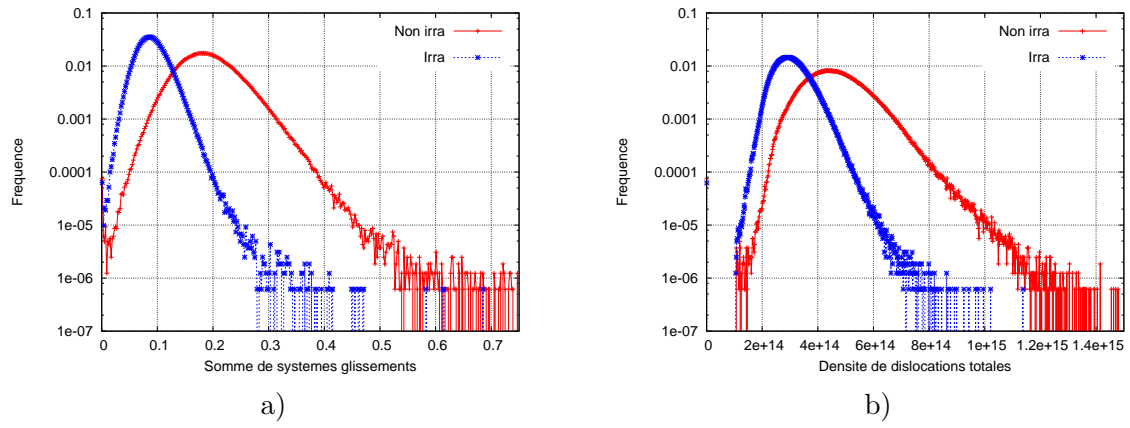 0.1
0.01
0.001
0.0001
1e-05
1e-06
1e-07
Frequence
Non irra
Irra
0 0.1 0.2 0.3 0.4 0.5 0.6 0.7
Somme de systemes glissements
a)
0.1
0.01
0.001
0.0001
1e-05
1e-06
1e-07
Frequence
Non irra
Irra
0 2e+14 4e+14 6e+14 8e+14 1e+15 1.2e+15 1.4e+15
Densite de dislocations totales
b)